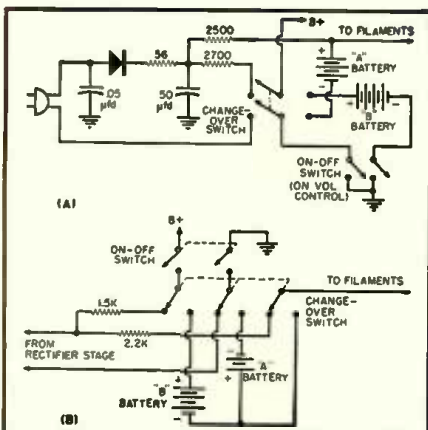 B+
2500
TO FILAMENTS
56
2700
"A"
BATTERY
+
-
.05
µfd
50
µfd
CHANGE-
OVER
SWITCH
"B"
BATTERY
+
-
ON-OFF
SWITCH
(ON VOL
CONTROL)
(A)
B+
ON-OFF
SWITCH
TO FILAMENTS
1.5K
CHANGE-
OVER
SWITCH
2.2K
FROM
RECTIFIER STAGE
"B"
BATTERY
+
-
"A"
BATTERY
-
+
(B)